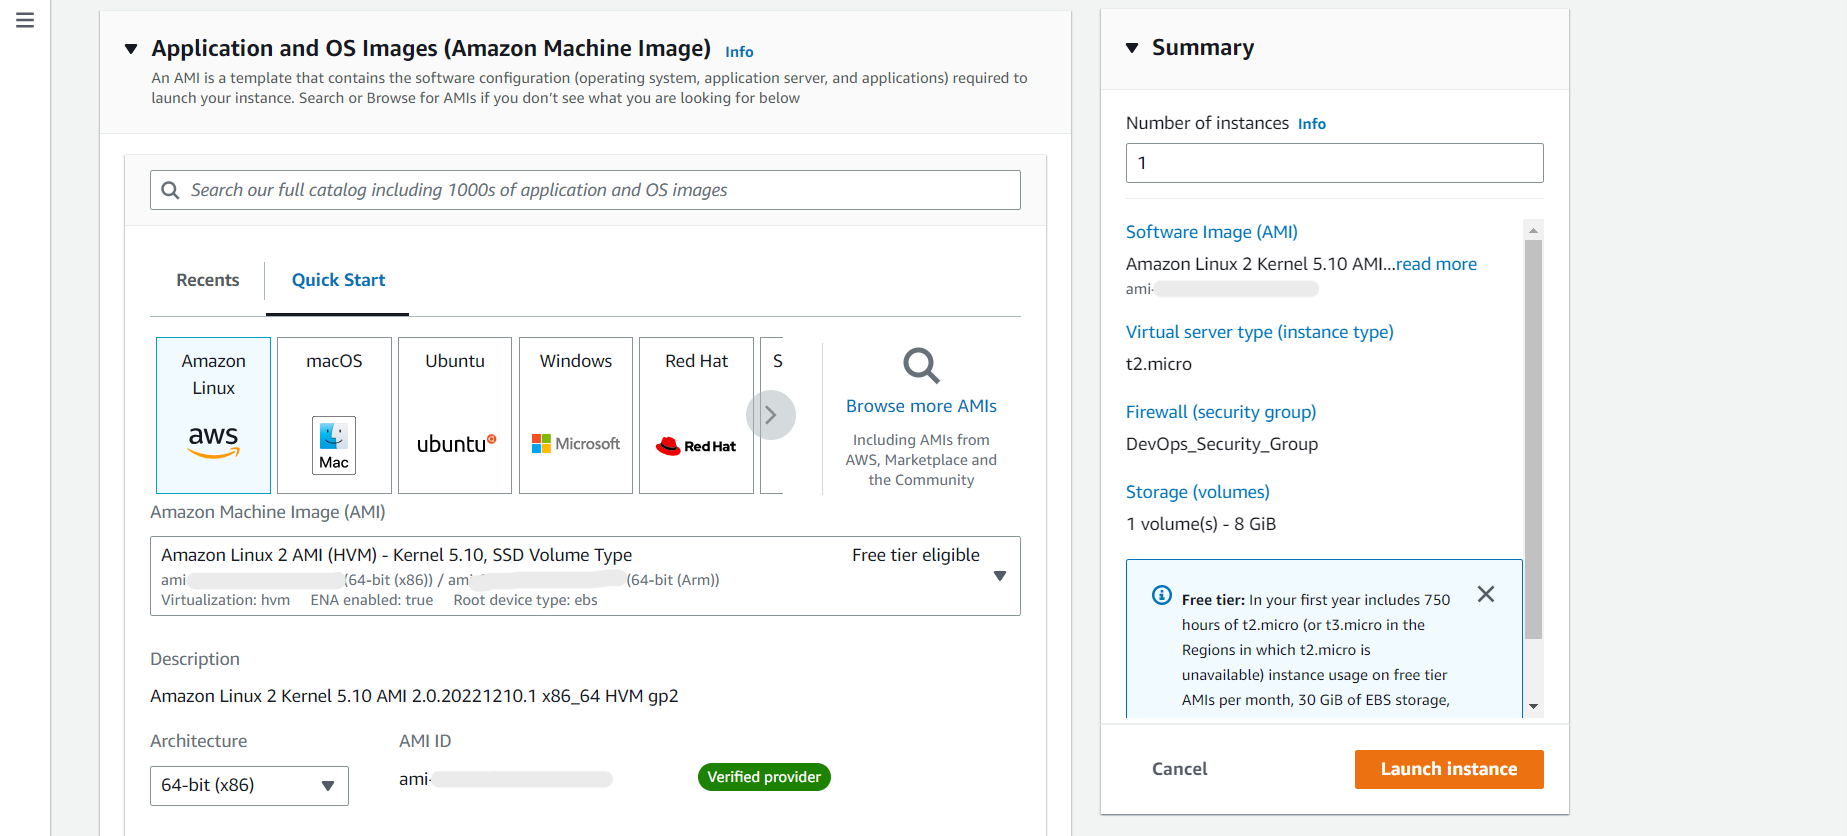 Application and OS Images (Amazon Machine Image) Info
An AMI is a template that contains the software configuration (operating system, application server, and applications) required to
launch your instance. Search or Browse for AMIs if you don’t see what you are looking for below
Search our full catalog including 1000s of application and OS images
Recents
Quick Start
Amazon
Linux
aws
macOS
Mac
Ubuntu
ubuntu
Windows
Microsoft
Red Hat
Red Hat
S
Browse more AMIs
Including AMIs from
AWS, Marketplace and
the Community
Amazon Machine Image (AMI)
Amazon Linux 2 AMI (HVM) - Kernel 5.10, SSD Volume Type
Free tier eligible
ami (64-bit (x86)) / ami (64-bit (Arm))
Virtualization: hvm ENA enabled: true Root device type: ebs
Description
Amazon Linux 2 Kernel 5.10 AMI 2.0.20221210.1 x86_64 HVM gp2
Architecture
64-bit (x86)
AMI ID
ami-
Verified provider
Summary
Number of instances Info
1
Software Image (AMI)
Amazon Linux 2 Kernel 5.10 AMI...read more
ami-
Virtual server type (instance type)
t2.micro
Firewall (security group)
DevOps_Security_Group
Storage (volumes)
1 volume(s) - 8 GiB
Free tier: In your first year includes 750
hours of t2.micro (or t3.micro in the
Regions in which t2.micro is
unavailable) instance usage on free tier
AMIs per month, 30 GiB of EBS storage,
Cancel
Launch instance